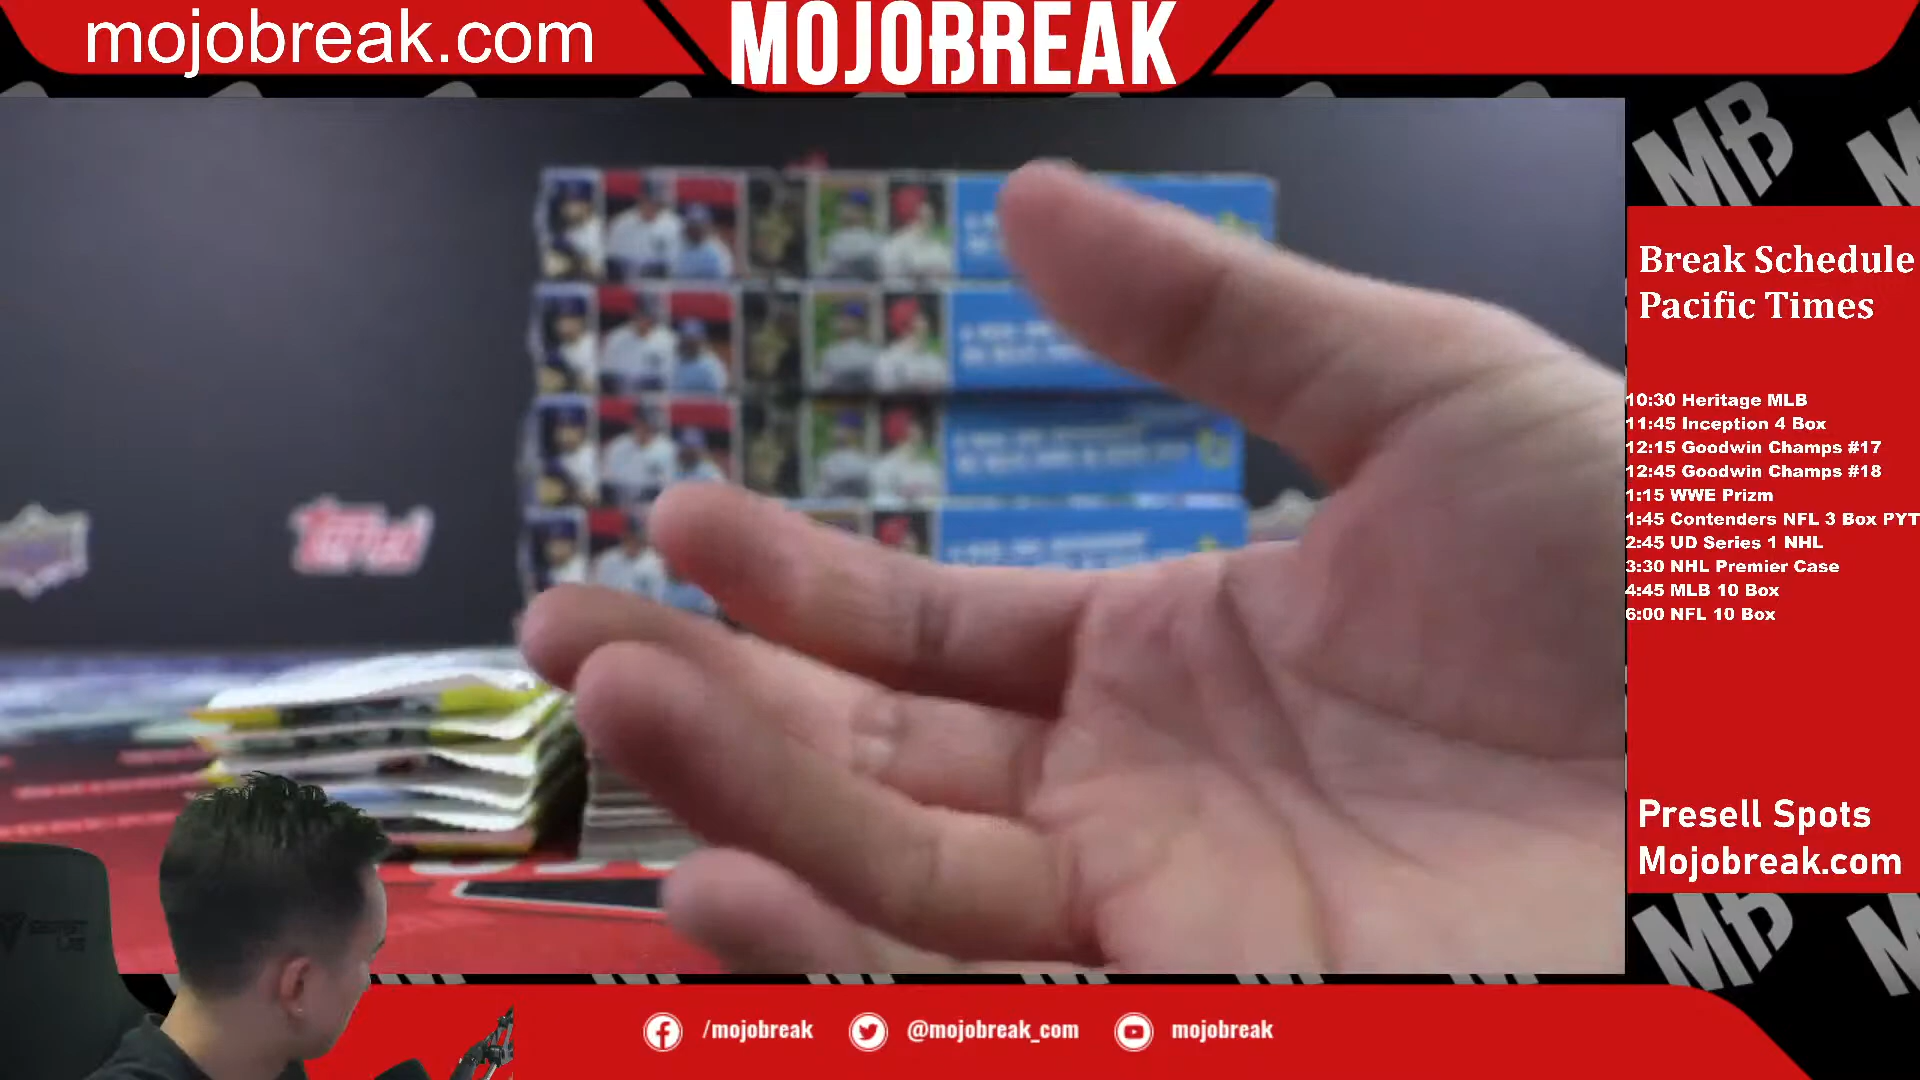 mojobreak.com
MOJOBREAK
MB
Break Schedule
Pacific Times
10:30 Heritage MLB
11:45 Inception 4 Box
12:15 Goodwin Champs #17
12:45 Goodwin Champs #18
1:15 WWE Prizm
1:45 Contenders NFL 3 Box PYT
2:45 UD Series 1 NHL
3:30 NHL Premier Case
4:45 MLB 10 Box
6:00 NFL 10 Box
topps
Presell Spots
Mojobreak.com
MB
/mojobreak
@mojobreak_com
mojobreak